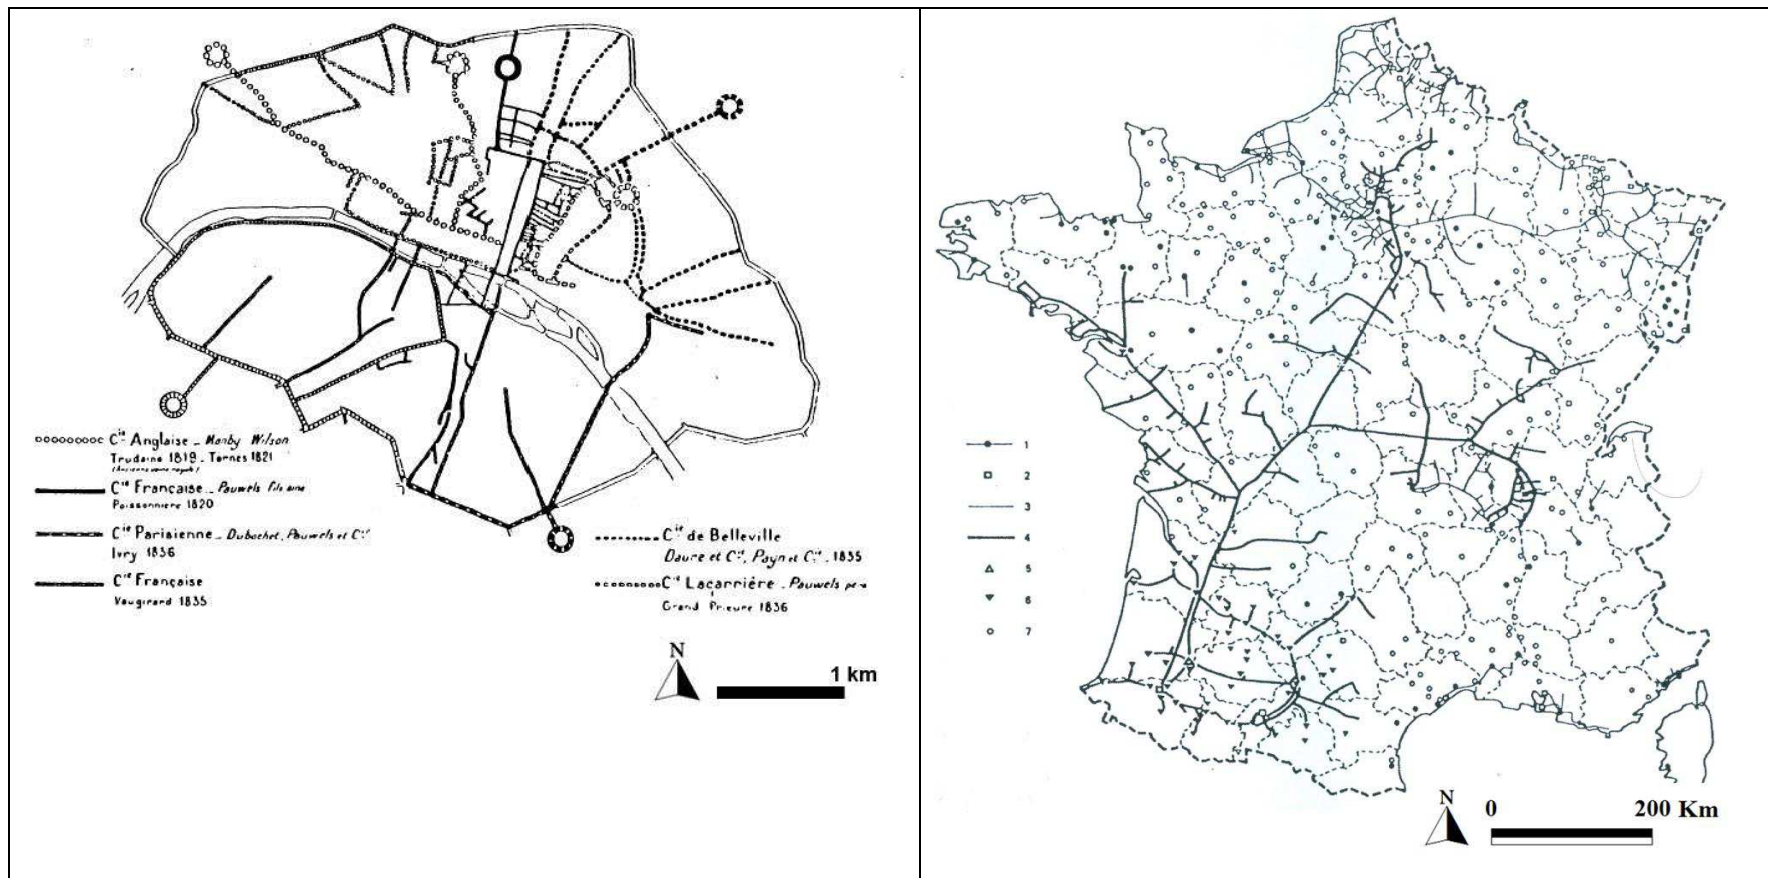 Cie Anglaise _ Manby Wilson
Trudaine 1819 - Ternes 1821
Cie Française _ Pauwels fils ainé
Poissonnière 1820
Cie Parisienne _ Dubochet, Pauwels et Cie
Ivry 1836
Cie Française
Vaugirard 1835
Cie de Belleville
Daure et Cie, Payn et Cie _ 1835
Cie Lacarrière _ Pauwels père
Grand Prieuré 1836
N
1 km
1
2
3
4
5
6
7
N
0 200 Km